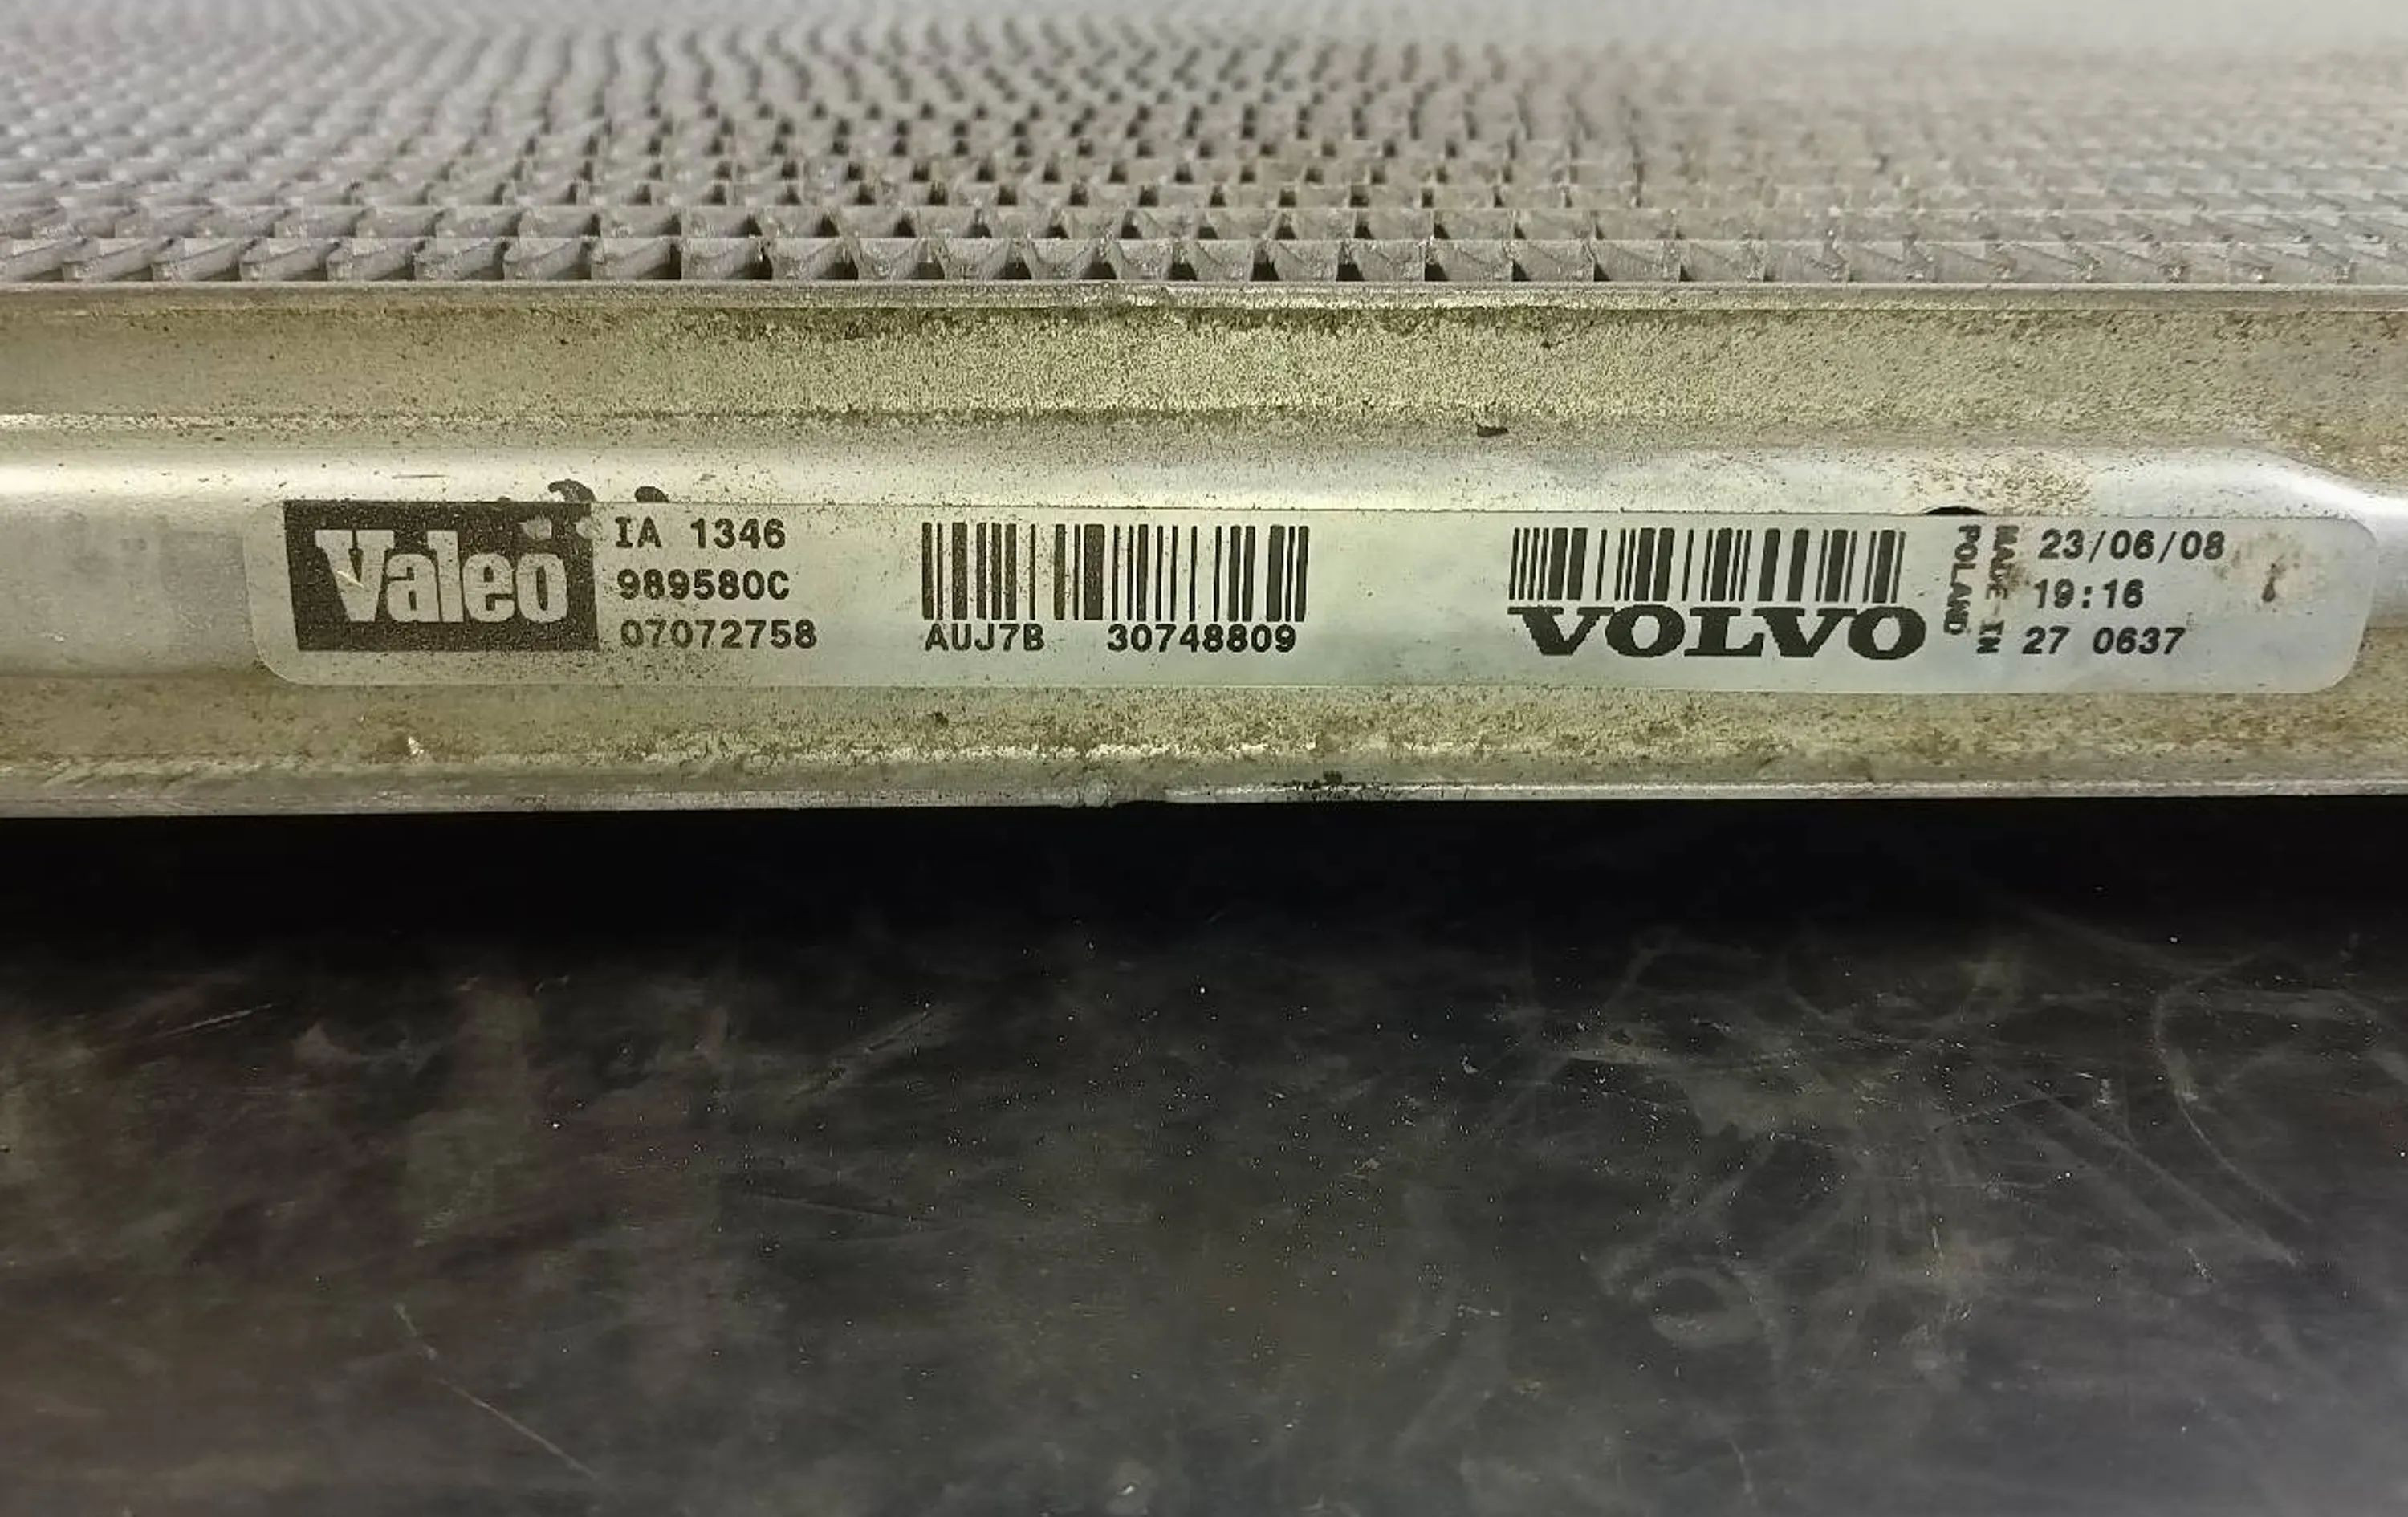 Valeo
IA 1346
989580C
07072758
AUJ7B 30748809
VOLVO
MADE IN
POLAND
23/06/08
19:16
27 0637